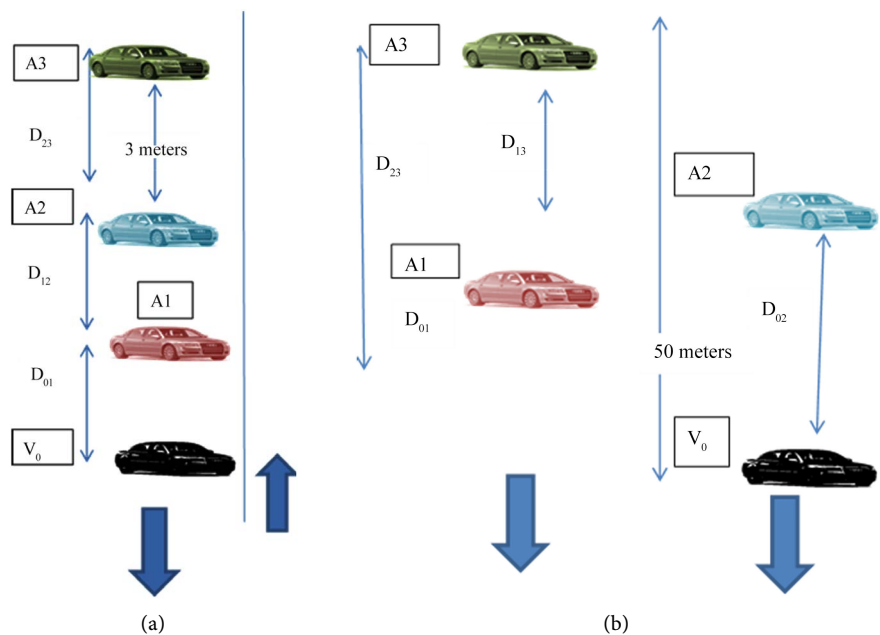 A3
D₂₃
3 meters
A2
D₁₂
A1
D₀₁
V₀
(a)
A3
D₁₃
D₂₃
A2
A1
D₀₁
D₀₂
50 meters
V₀
(b)